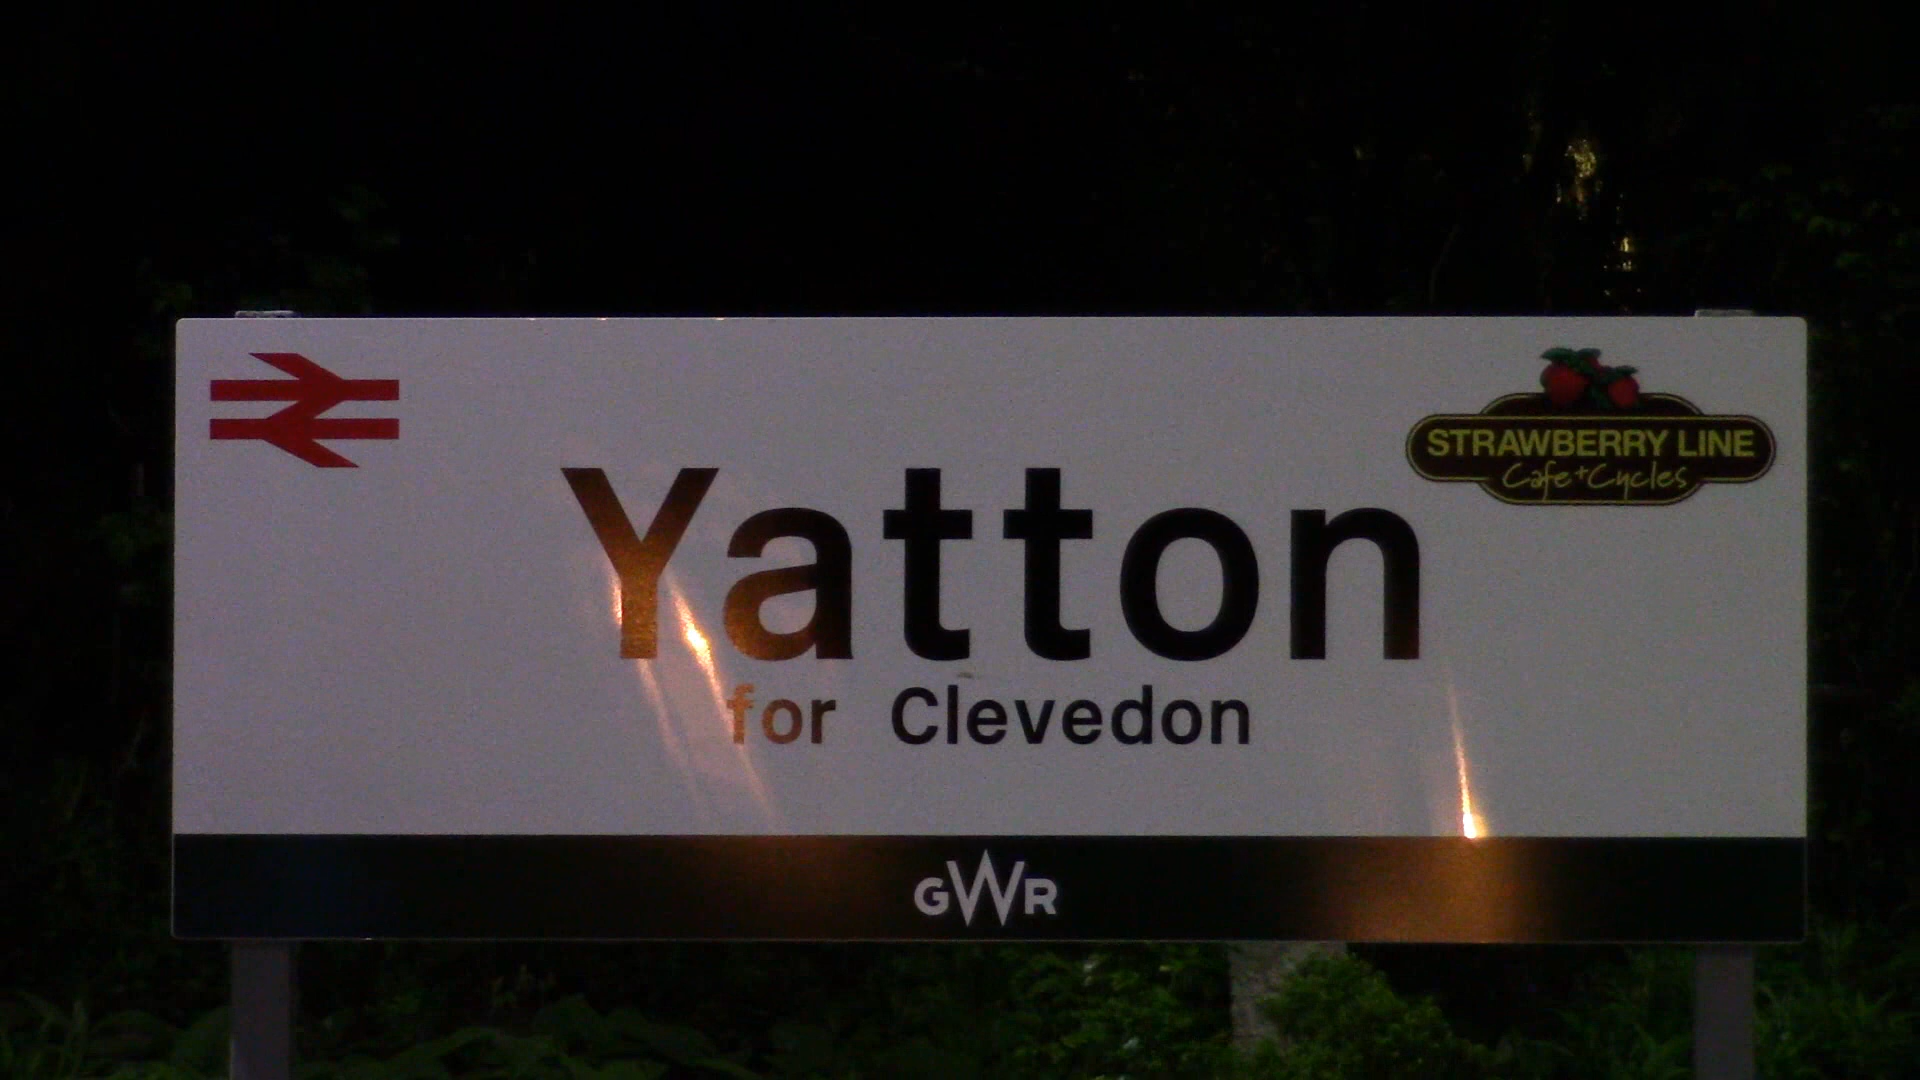 STRAWBERRY LINE
Cafe + Cycles
Yatton
for Clevedon
GWR